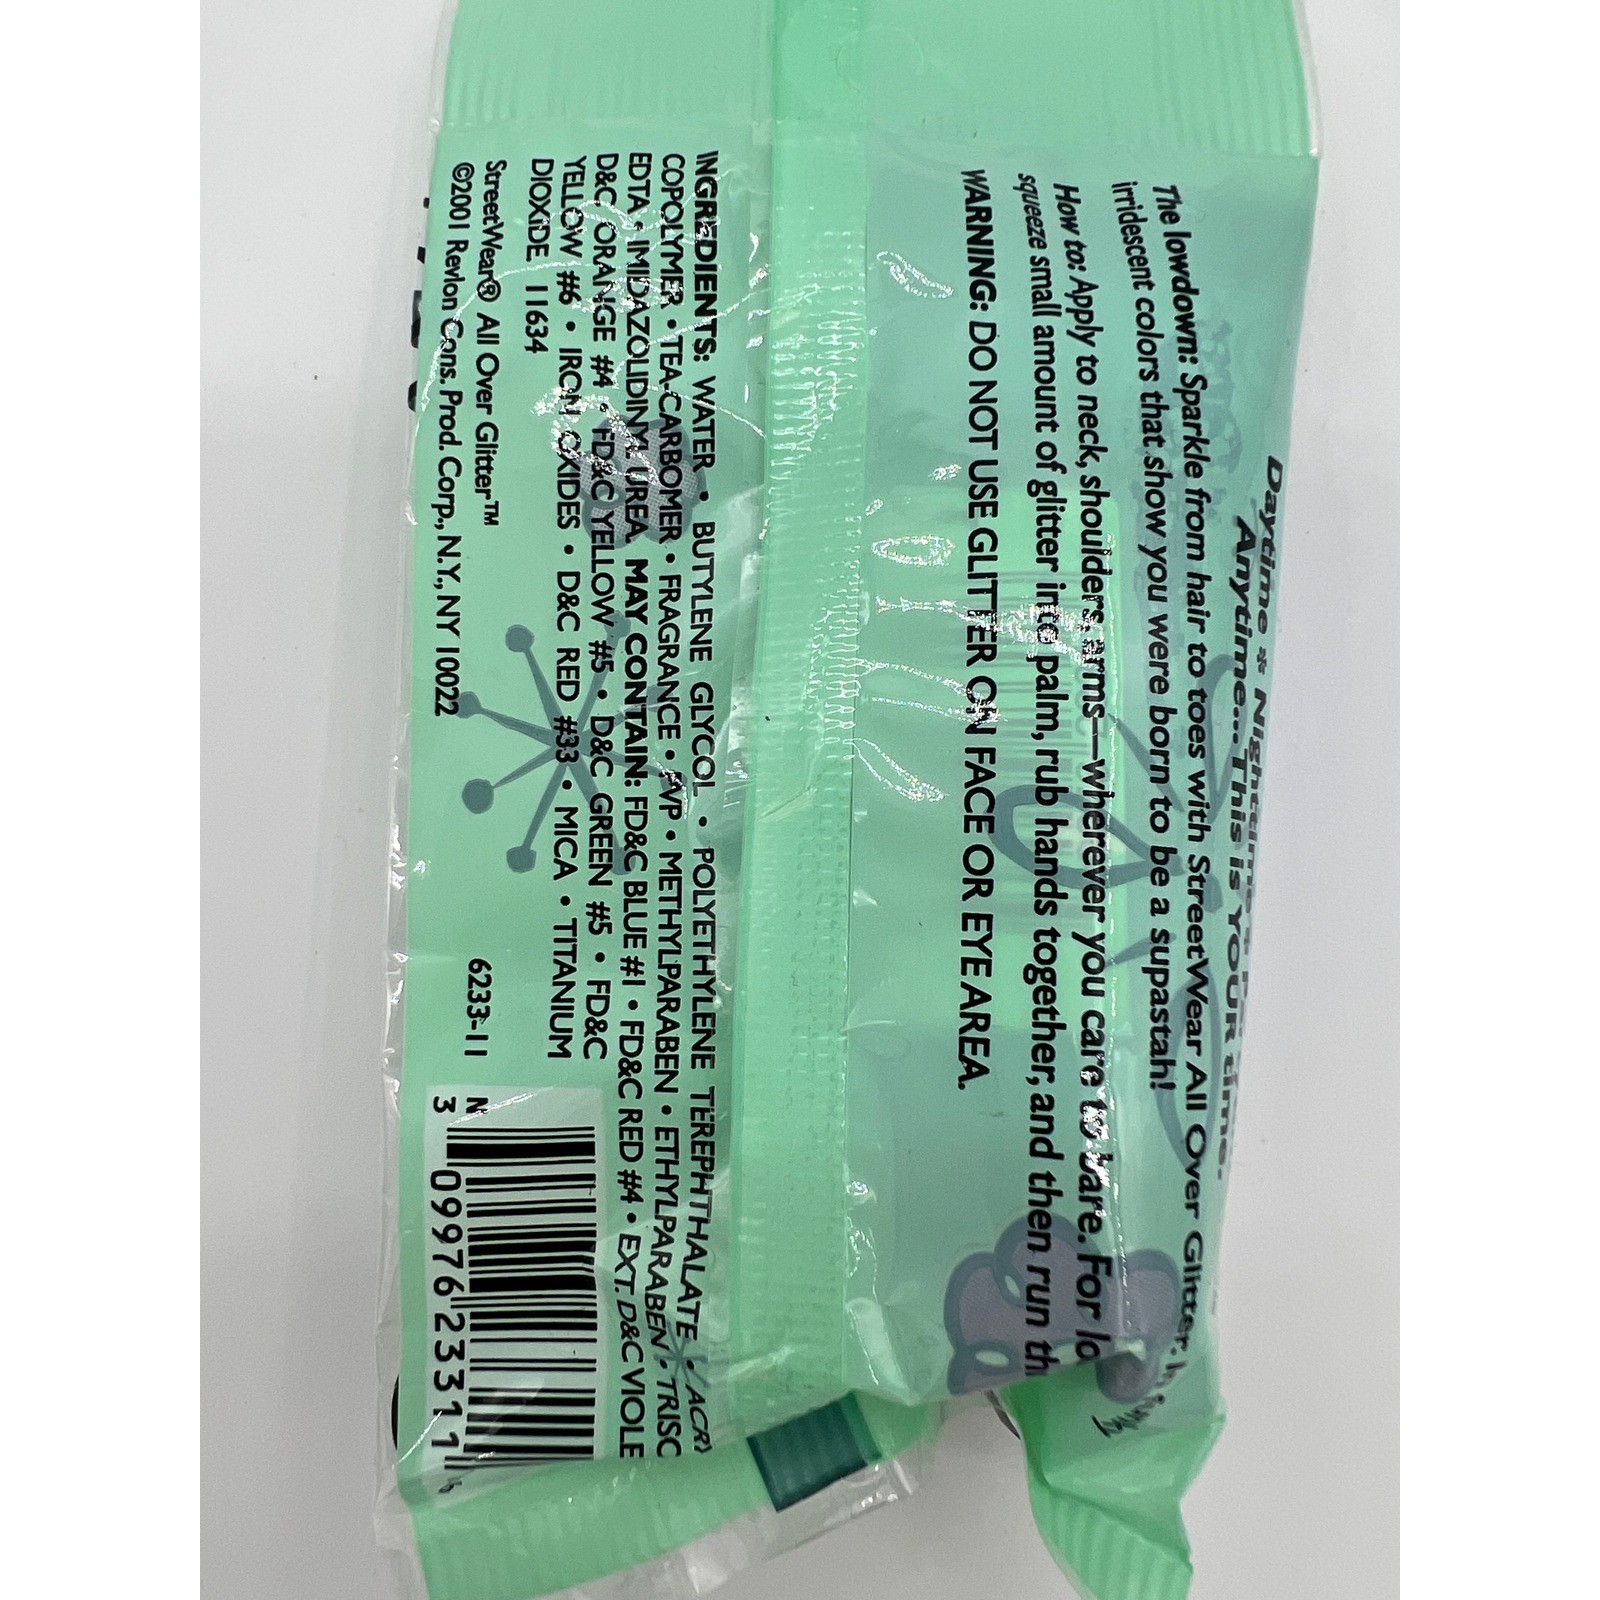 Daytime * Nighttime
Anytime... This is YOUR time.
The lowdown: Sparkle from hair to toes with StreetWear All Over Glitter.
irridescent colors that show you were born to be a supastah!
How to: Apply to neck, shoulders, arms—wherever you care to bare. For
squeeze small amount of glitter into palm, rub hands together, and then run
WARNING: DO NOT USE GLITTER ON FACE OR EYE AREA.
INGREDIENTS: WATER • BUTYLENE GLYCOL • POLYETHYLENE TEREPHTHALATE •
COPOLYMER • TEA-CARBOMER • FRAGRANCE • PVP • METHYLPARABEN • ETHYLPARABEN •
EDTA • IMIDAZOLIDINYL UREA. MAY CONTAIN: FD&C BLUE #1 • FD&C RED #4 • EXT. D&C
D&C ORANGE #4 • FD&C YELLOW #5 • D&C GREEN #5 • FD&C
YELLOW #6 • IRON OXIDES • D&C RED #33 • MICA • TITANIUM
DIOXIDE. 11634
StreetWear® All Over Glitter™
©2001 Revlon Cons. Prod. Corp., N.Y., NY 10022
6233-11
N
3 09976 23311